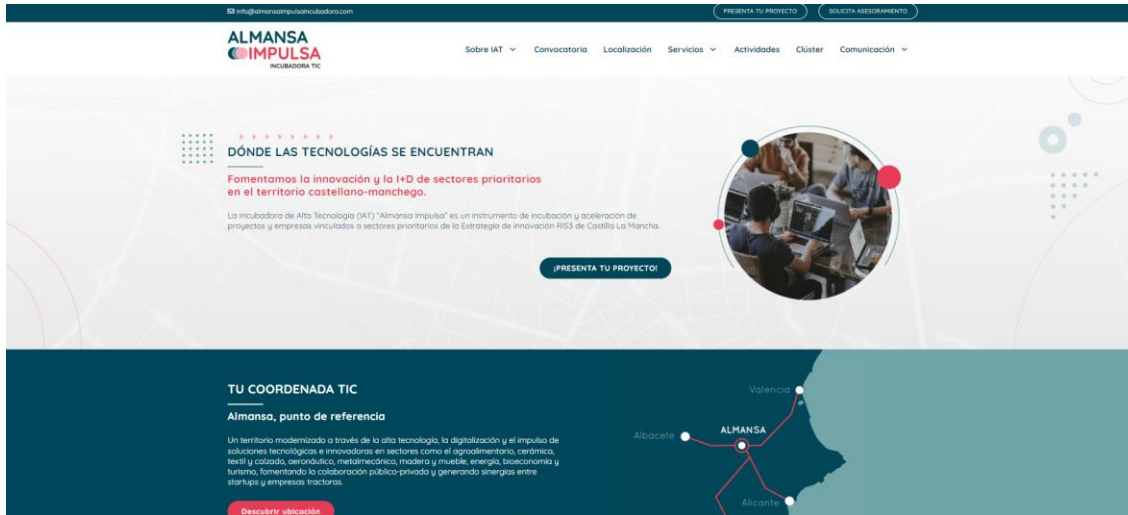 info@almansaimpulsaincubadora.com
PRESENTA TU PROYECTO
SOLICITA ASESORAMIENTO
ALMANSA
IMPULSA
INCUBADORA TIC
Sobre IAT
Convocatoria
Localización
Servicios
Actividades
Clúster
Comunicación
DÓNDE LAS TECNOLOGÍAS SE ENCUENTRAN
Fomentamos la innovación y la I+D de sectores prioritarios
en el territorio castellano-manchego.
La Incubadora de Alta Tecnología (IAT) "Almansa Impulsa" es un instrumento de incubación y aceleración de
proyectos y empresas vinculados a sectores prioritarios de la Estrategia de innovación RIS3 de Castilla La Mancha.
¡PRESENTA TU PROYECTO!
TU COORDENADA TIC
Almansa, punto de referencia
Un territorio modernizado a través de la alta tecnología, la digitalización y el impulso de
soluciones tecnológicas e innovadoras en sectores como el agroalimentario, cerámica,
textil y calzado, aeronáutico, metalmecánico, madera y mueble, energía, bioeconomía y
turismo, fomentando la colaboración público-privada y generando sinergias entre
startups y empresas tractoras.
Descubrir ubicación
Valencia
ALMANSA
Albacete
Alicante